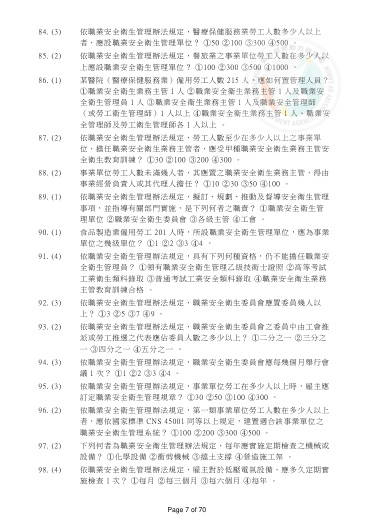 84. (3) 依職業安全衛生管理辦法規定，醫療保健服務業勞工人數多少人以上
者，應設職業安全衛生管理單位？ ①50 ②100 ③300 ④500 。
85. (2) 依職業安全衛生管理辦法規定，餐旅業之事業單位勞工人數在多少人以
上應設職業安全衛生管理單位？ ①100 ②300 ③500 ④1000 。
86. (1) 某醫院（醫療保健服務業）僱用勞工人數 215 人，應如何置管理人員？
①職業安全衛生業務主管 1 人 ②職業安全衛生業務主管 1 人及職業安
全衛生管理員 1 人 ③職業安全衛生業務主管 1 人及職業安全管理師
（或勞工衛生管理師）1 人以上 ④職業安全衛生業務主管 1 人、職業安
全管理師及勞工衛生管理師各 1 人以上 。
87. (2) 依職業安全衛生管理辦法規定，勞工人數至少在多少人以上之事業單
位，擔任職業安全衛生業務主管者，應受甲種職業安全衛生業務主管安
全衛生教育訓練？ ①30 ②100 ③200 ④300 。
88. (2) 事業單位勞工人數未滿幾人者，其應置之職業安全衛生業務主管，得由
事業經營負責人或其代理人擔任？ ①10 ②30 ③50 ④100 。
89. (1) 依職業安全衛生管理辦法規定，擬訂、規劃、推動及督導安全衛生管理
事項，並指導有關部門實施，是下列何者之職責？ ①職業安全衛生管
理單位 ②職業安全衛生委員會 ③各級主管 ④工會 。
90. (1) 食品製造業僱用勞工 201 人時，所設職業安全衛生管理單位，應為事業
單位之幾級單位？ ①1 ②2 ③3 ④4 。
91. (4) 依職業安全衛生管理辦法規定，具有下列何種資格，仍不能擔任職業安
全衛生管理員？ ①領有職業安全衛生管理乙級技術士證照 ②高等考試
工業衛生類科錄取 ③普通考試工業安全類科錄取 ④職業安全衛生業務
主管教育訓練合格 。
92. (3) 依職業安全衛生管理辦法規定，職業安全衛生委員會應置委員幾人以
上？ ①3 ②5 ③7 ④9 。
93. (2) 依職業安全衛生管理辦法規定，職業安全衛生委員會之委員中由工會推
派或勞工推選之代表應佔委員人數之多少以上？ ①二分之一 ②三分之
一 ③四分之一 ④五分之一 。
94. (3) 依職業安全衛生管理辦法規定，職業安全衛生委員會應每幾個月舉行會
議 1 次？ ①1 ②2 ③3 ④4 。
95. (3) 依職業安全衛生管理辦法規定，事業單位勞工在多少人以上時，雇主應
訂定職業安全衛生管理規章？ ①30 ②50 ③100 ④300 。
96. (2) 依職業安全衛生管理辦法規定，第一類事業單位勞工人數在多少人以上
者，應依國家標準 CNS 45001 同等以上規定，建置適合該事業單位之
職業安全衛生管理系統？ ①100 ②200 ③300 ④500 。
97. (2) 下列何者為職業安全衛生管理辦法規定，每年應實施定期檢查之機械或
設備？ ①化學設備 ②衝剪機械 ③擋土支撐 ④營造施工架 。
98. (4) 依職業安全衛生管理辦法規定，雇主對於低壓電氣設備，應多久定期實
施檢查 1 次？ ①每月 ②每三個月 ③每六個月 ④每年 。
Page 7 of 70